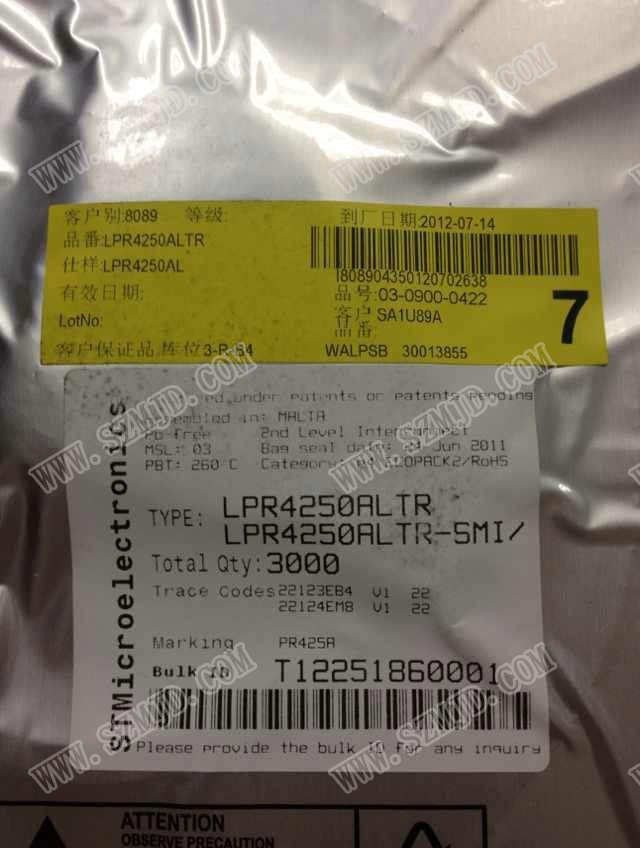 客户别:8089 等级: 到厂日期:2012-07-14
品番:LPR4250ALTR
仕样:LPR4250AL
1808904350120702638
有效日期: 品号:03-0900-0422
LotNo: 客户品番 SA1U89A
7
客户保证品,库位3-R-S4 WALPSB 30013855
STMicroelectronics
ed under patents or patents pending
Assembled in: MALTA
Pb-free 2nd Level Interconnect
MSL: 03 Bag seal date: 24 Jun 2011
PBT: 260 C Category: ECOPACK2/RoHS
TYPE: LPR4250ALTR
LPR4250ALTR-SMI/
Total Qty: 3000
Trace Codes 22123EB4 V1 22
22124EM8 V1 22
Marking PR425A
Bulk ID T12251860001
Please provide the bulk ID for any inquiry
ATTENTION
OBSERVE PRECAUTION
WWW.SZMJD.COM